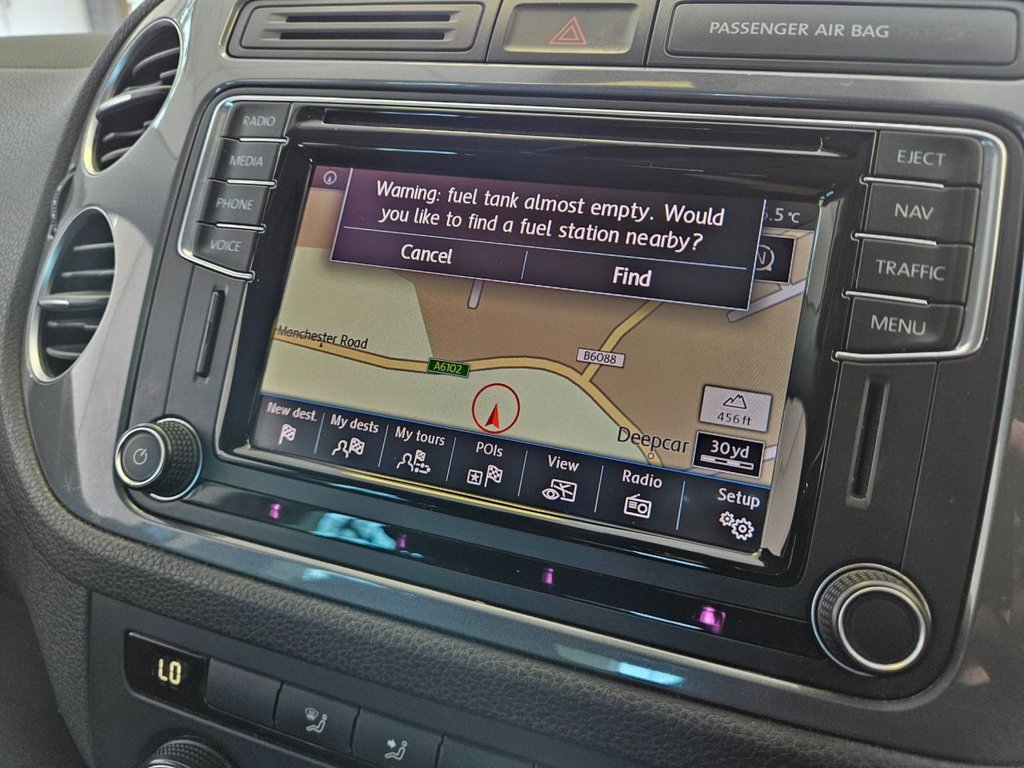 PASSENGER AIR BAG
RADIO
MEDIA
PHONE
VOICE
EJECT
NAV
TRAFFIC
MENU
Warning: fuel tank almost empty. Would
you like to find a fuel station nearby?
Cancel
Find
.5 °C
N
Manchester Road
A6102
B6088
456 ft
Deepcar
30 yd
New dest.
My dests
My tours
POIs
View
Radio
Setup
LO